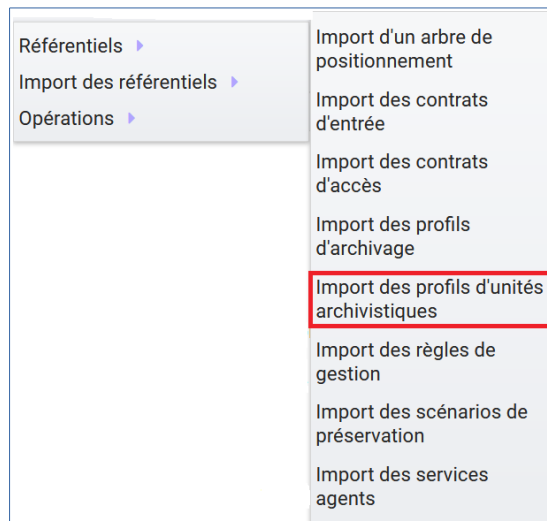 Référentiels
Import des référentiels
Opérations
Import d'un arbre de
positionnement
Import des contrats
d'entrée
Import des contrats
d'accès
Import des profils
d'archivage
Import des profils d'unités
archivistiques
Import des règles de
gestion
Import des scénarios de
préservation
Import des services
agents